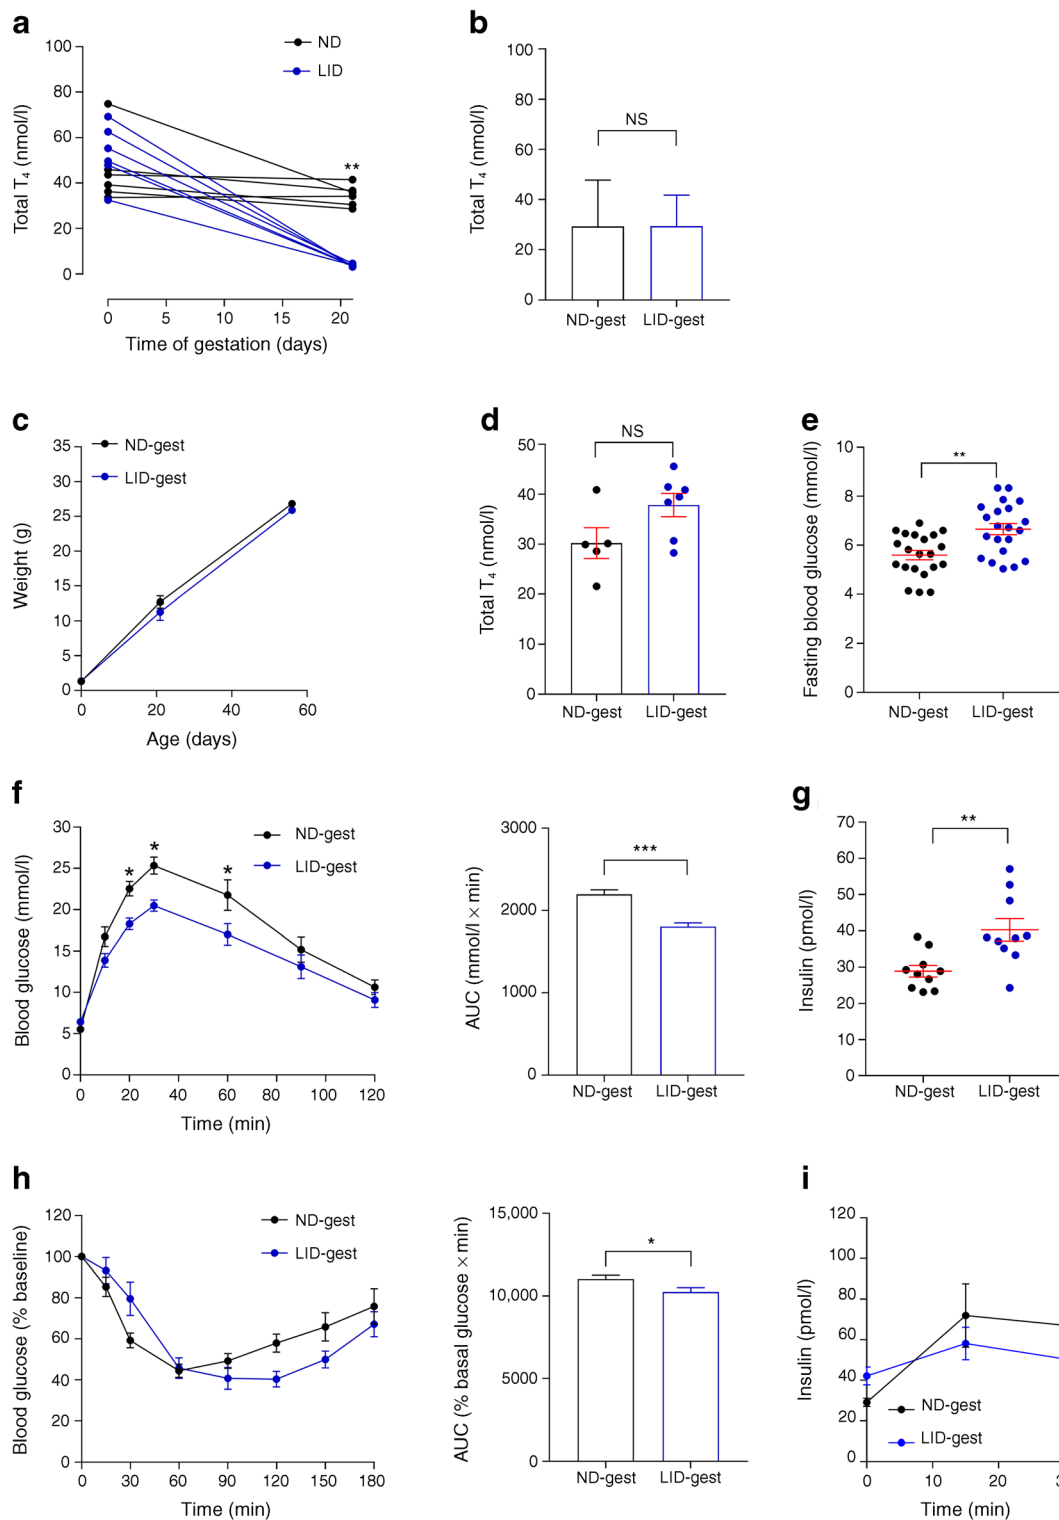 a
100
80
60
40
20
0
Total T4 (nmol/l)
ND
LID
**
0 5 10 15 20
Time of gestation (days)
b
100
80
60
40
20
0
Total T4 (nmol/l)
NS
ND-gest LID-gest
c
35
30
25
20
15
10
5
0
Weight (g)
ND-gest
LID-gest
0 20 40 60
Age (days)
d
50
40
30
20
10
0
Total T4 (nmol/l)
NS
ND-gest LID-gest
e
10
8
6
4
2
0
Fasting blood glucose (mmol/l)
**
ND-gest LID-gest
f
30
25
20
15
10
5
0
Blood glucose (mmol/l)
ND-gest
LID-gest
* * *
0 20 40 60 80 100 120
Time (min)
3000
2000
1000
0
AUC (mmol/l × min)
***
ND-gest LID-gest
g
70
60
50
40
30
20
10
0
Insulin (pmol/l)
**
ND-gest LID-gest
h
120
100
80
60
40
20
0
Blood glucose (% baseline)
ND-gest
LID-gest
0 30 60 90 120 150 180
Time (min)
15,000
10,000
5000
0
AUC (% basal glucose × min)
*
ND-gest LID-gest
i
120
100
80
60
40
20
0
Insulin (pmol/l)
ND-gest
LID-gest
0 10 20
Time (min)